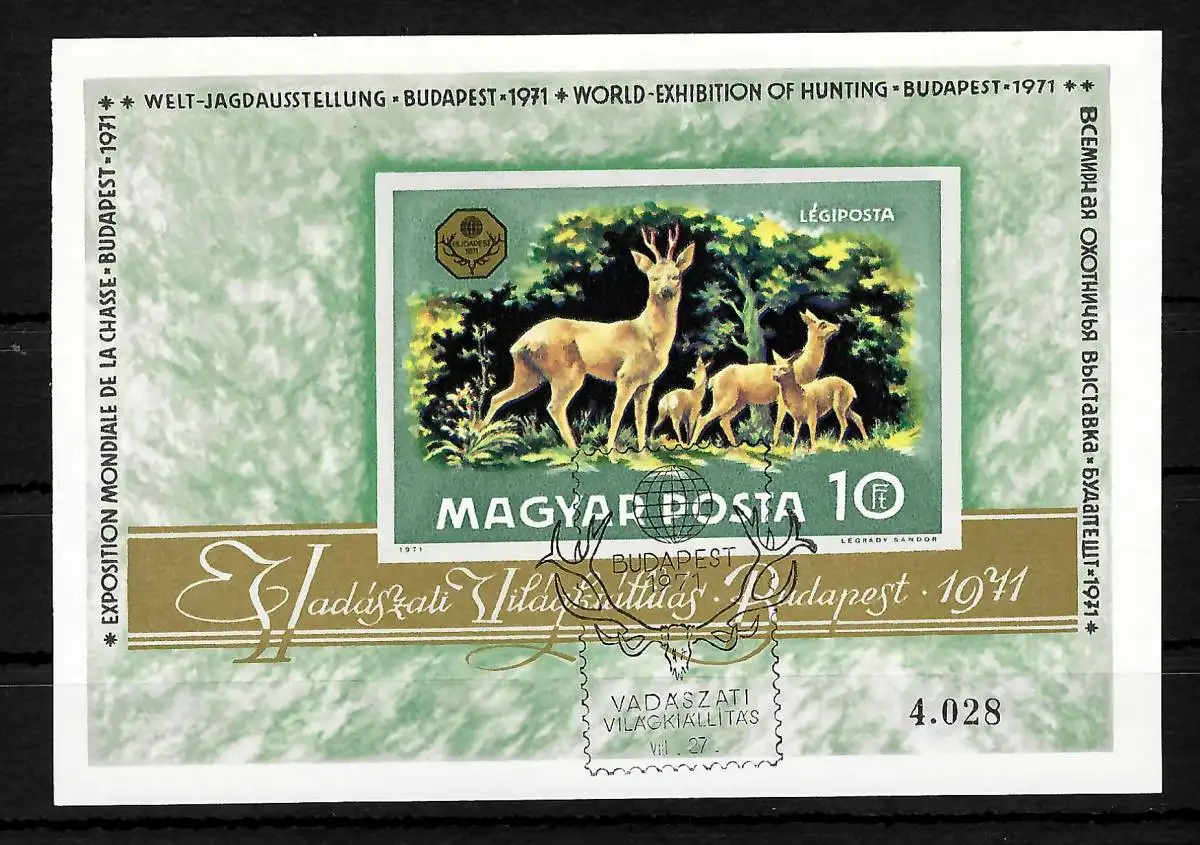 * * WELT-JAGDAUSSTELLUNG * BUDAPEST * 1971 * WORLD-EXHIBITION OF HUNTING * BUDAPEST * 1971 * *
* EXPOSITION MONDIALE DE LA CHASSE * BUDAPEST * 1971
ВСЕМИРНАЯ ОХОТНИЧЬЯ ВЫСТАВКА * БУДАПЕШТ * 1971 *
LÉGIPOSTA
BUDAPEST
1971
MAGYAR POSTA 10 Ft
1971
LÉGRÁDY SÁNDOR
Vadászati Világkiállítás · Budapest · 1971
BUDAPEST
1971
VADÁSZATI
VILÁGKIÁLLÍTÁS
VIII. 27.
4.028